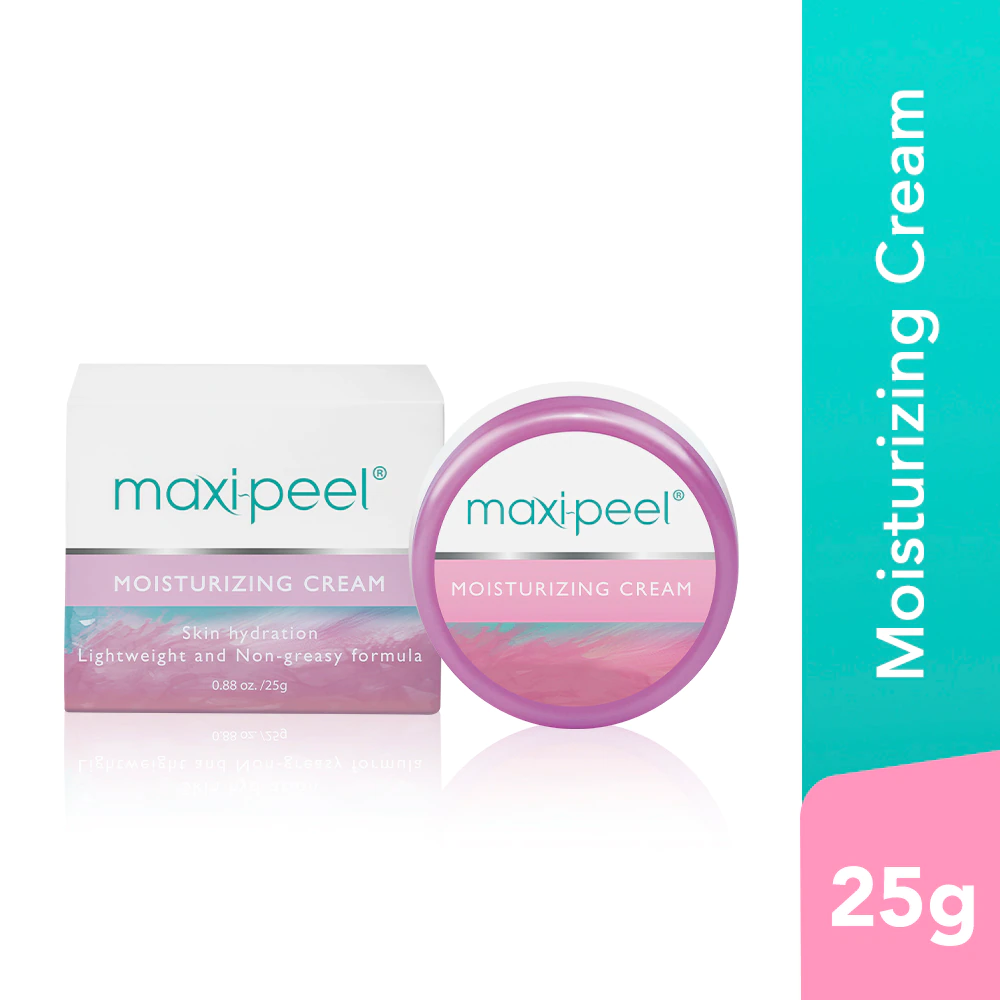 maxi-peel®
MOISTURIZING CREAM
Skin hydration
Lightweight and Non-greasy formula
0.88 oz. /25g
maxi-peel®
MOISTURIZING CREAM
Moisturizing Cream
25g